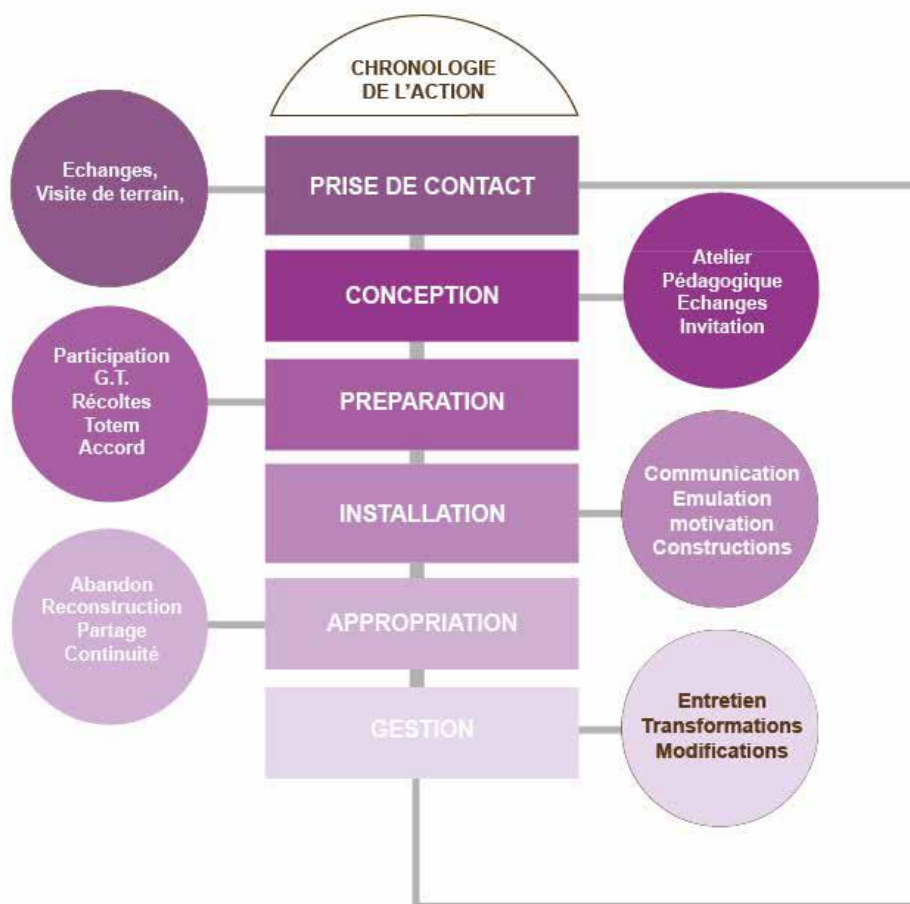 CHRONOLOGIE
DE L'ACTION
PRISE DE CONTACT
Echanges,
Visite de terrain,
CONCEPTION
Atelier
Pédagogique
Echanges
Invitation
PREPARATION
Participation
G.T.
Récoltes
Totem
Accord
INSTALLATION
Communication
Emulation
motivation
Constructions
APPROPRIATION
Abandon
Reconstruction
Partage
Continuité
GESTION
Entretien
Transformations
Modifications